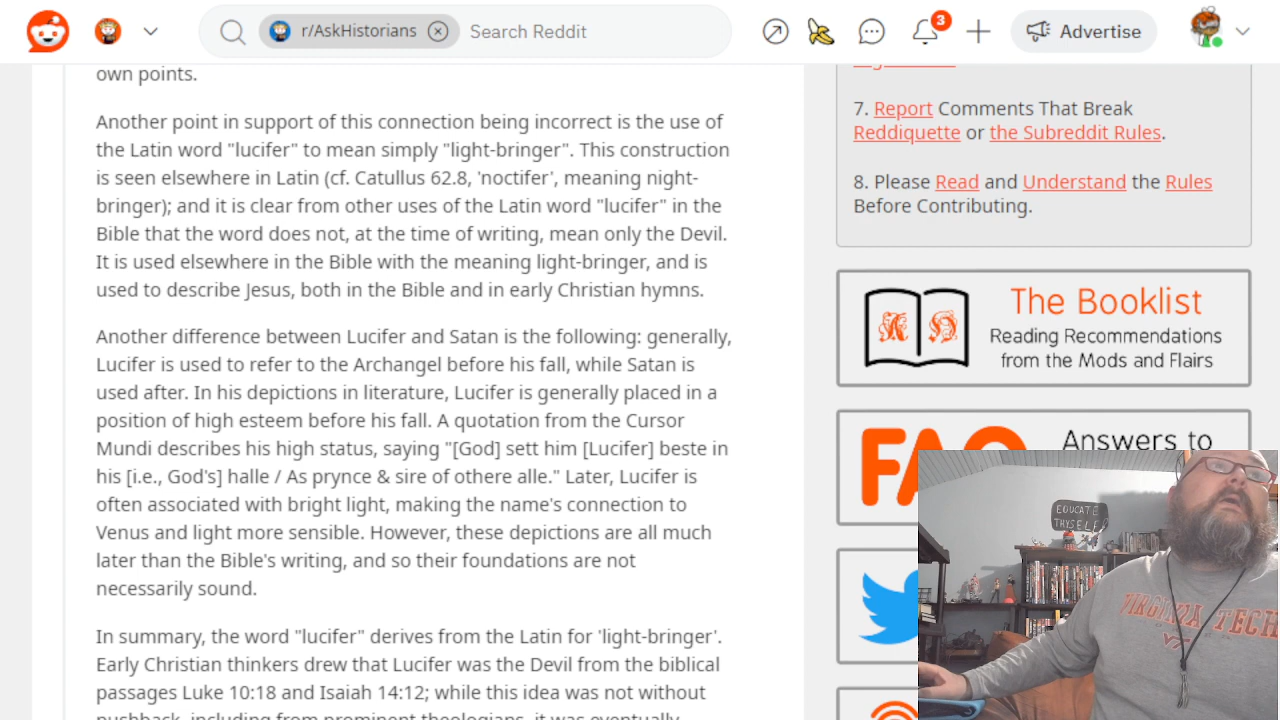 r/AskHistorians
Search Reddit
3
Advertise
own points.
Another point in support of this connection being incorrect is the use of
the Latin word "lucifer" to mean simply "light-bringer". This construction
is seen elsewhere in Latin (cf. Catullus 62.8, 'noctifer', meaning night-
bringer); and it is clear from other uses of the Latin word "lucifer" in the
Bible that the word does not, at the time of writing, mean only the Devil.
It is used elsewhere in the Bible with the meaning light-bringer, and is
used to describe Jesus, both in the Bible and in early Christian hymns.
Another difference between Lucifer and Satan is the following: generally,
Lucifer is used to refer to the Archangel before his fall, while Satan is
used after. In his depictions in literature, Lucifer is generally placed in a
position of high esteem before his fall. A quotation from the Cursor
Mundi describes his high status, saying "[God] sett him [Lucifer] beste in
his [i.e., God's] halle / As prynce & sire of othere alle." Later, Lucifer is
often associated with bright light, making the name's connection to
Venus and light more sensible. However, these depictions are all much
later than the Bible's writing, and so their foundations are not
necessarily sound.
In summary, the word "lucifer" derives from the Latin for 'light-bringer'.
Early Christian thinkers drew that Lucifer was the Devil from the biblical
passages Luke 10:18 and Isaiah 14:12; while this idea was not without
pushback, including from prominent theologians, it was eventually
7. Report Comments That Break
Reddiquette or the Subreddit Rules.
8. Please Read and Understand the Rules
Before Contributing.
The Booklist
Reading Recommendations
from the Mods and Flairs
FAQ
Answers to
EDUCATE
THYSELF
VIRGINIA TECH
VT